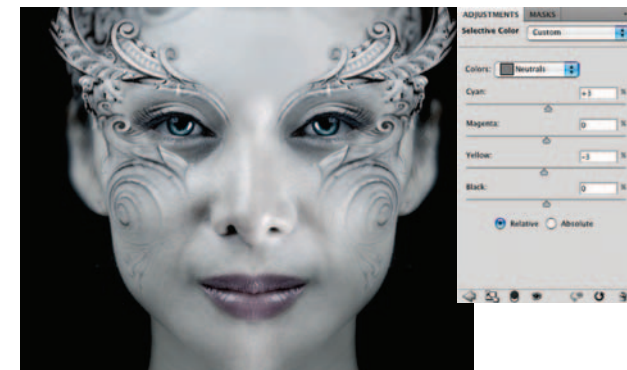 ADJUSTMENTS MASKS
Selective Color Custom
Colors: Neutrals
Cyan: +3 %
Magenta: 0 %
Yellow: -3 %
Black: 0 %
Relative Absolute